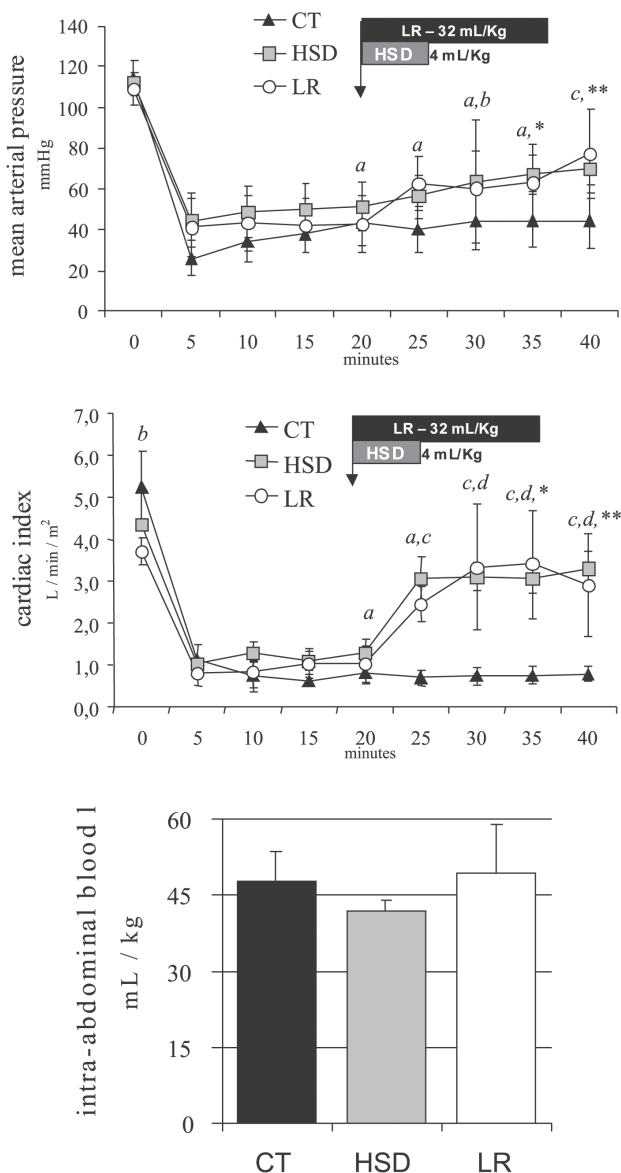 140
120
100
80
60
40
20
0
mean arterial pressure
mmHg
CT
HSD
LR
LR – 32 mL/Kg
HSD 4 mL/Kg
a
a
a,b
a,*
c,**
0 5 10 15 20 25 30 35 40
minutes
7,0
6,0
5,0
4,0
3,0
2,0
1,0
0,0
cardiac index
L / min / m²
CT
HSD
LR
LR – 32 mL/Kg
HSD 4 mL/Kg
b
a
a,c
c,d
c,d,*
c,d,**
0 5 10 15 20 25 30 35 40
minutes
60
45
30
15
0
intra-abdominal blood l
mL / kg
CT HSD LR